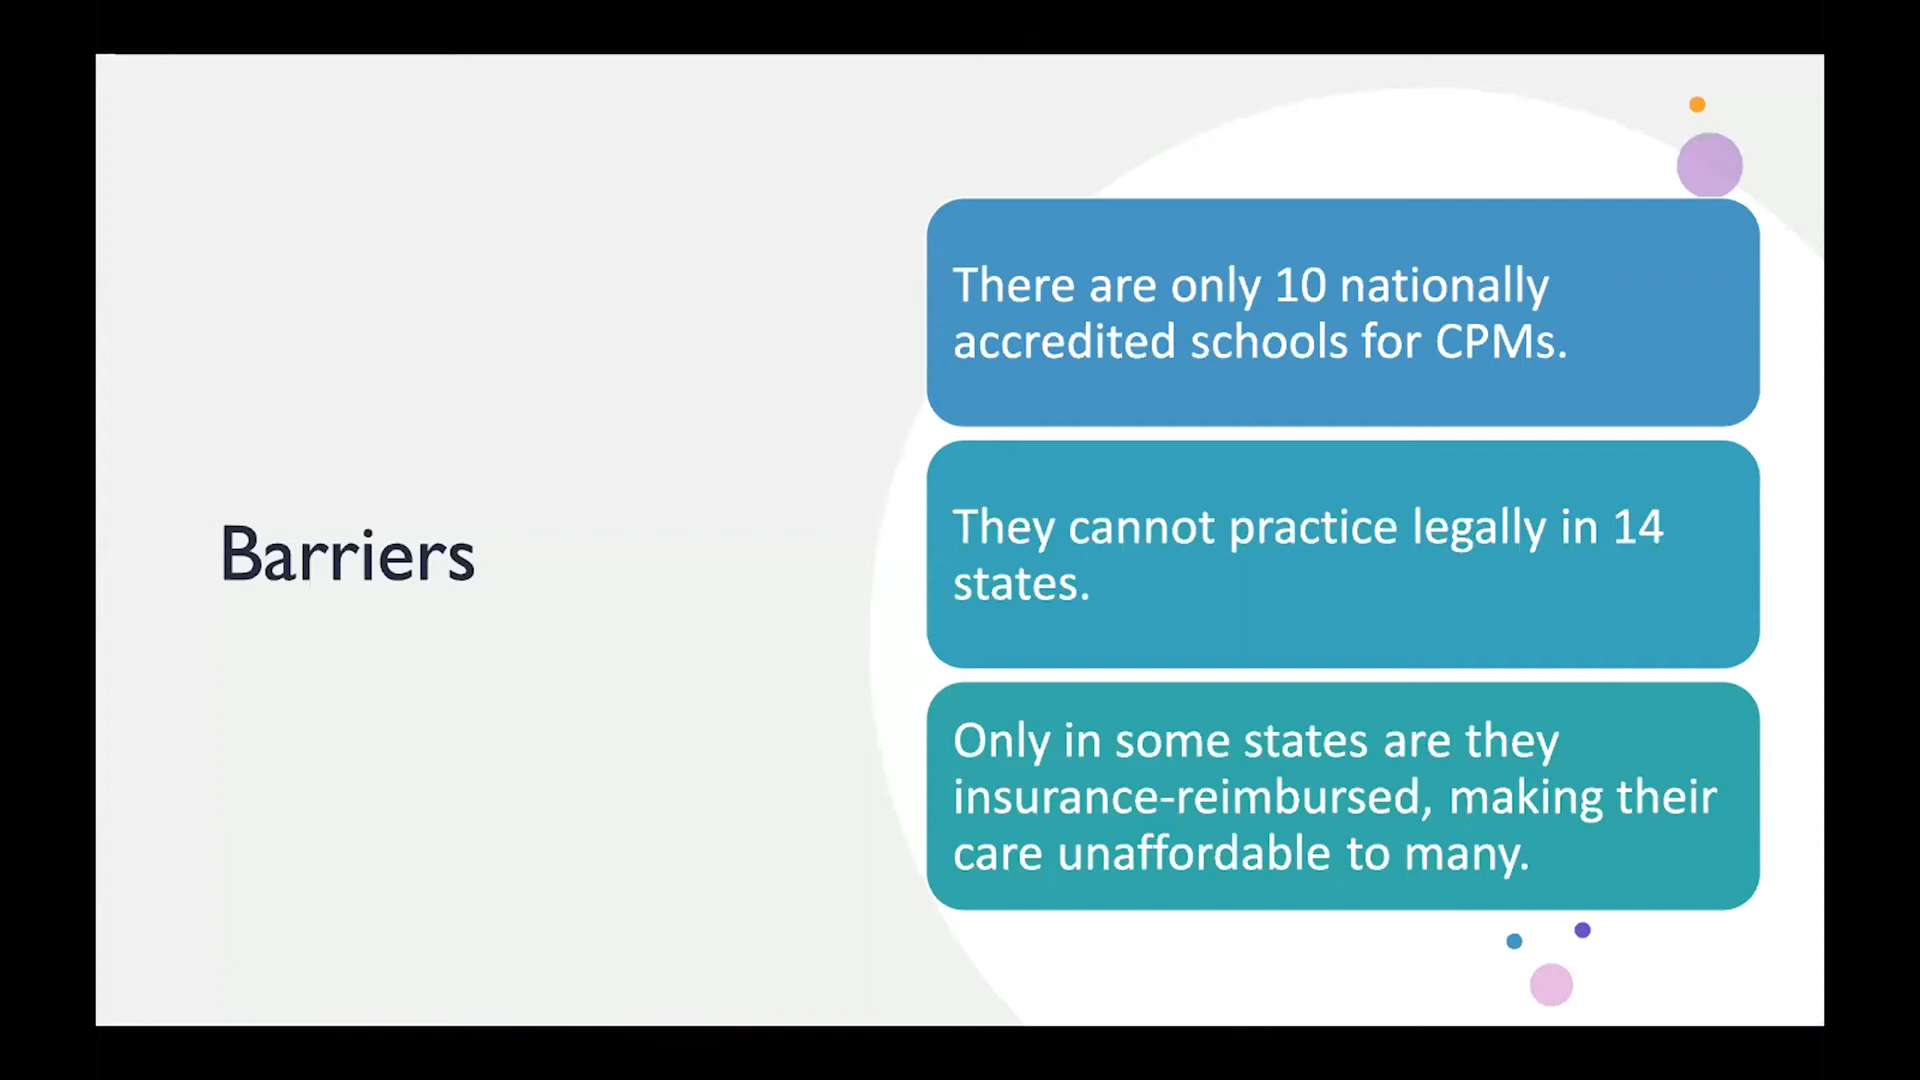 Barriers
There are only 10 nationally
accredited schools for CPMs.
They cannot practice legally in 14
states.
Only in some states are they
insurance-reimbursed, making their
care unaffordable to many.